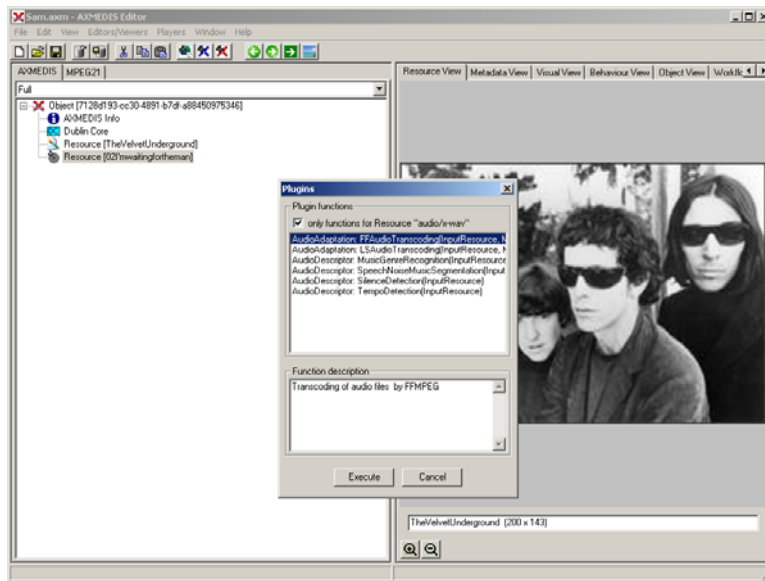 Sam.axm - AXMEDIS Editor
File Edit View Editors/Viewers Players Window Help
AXMEDIS MPEG21
Full
Object [7128d193-cc30-4891-b7df-a88450975346]
AXMEDIS Info
Dublin Core
Resource [TheVelvetUnderground]
Resource [02I'mwaitingfortheman]
Resource View Metadata View Visual View Behaviour View Object View Workflc
Plugins
Plugin functions
only functions for Resource "audio/x-wav"
AudioAdaptation: FFAudioTranscoding(InputResource, M
AudioAdaptation: LSAudioTranscoding(InputResource, M
AudioDescriptor: MusicGenreRecognition(InputResource
AudioDescriptor: SpeechNoiseMusicSegmentation(Input
AudioDescriptor: SilenceDetection(InputResource)
AudioDescriptor: TempoDetection(InputResource)
Function description
Transcoding of audio files by FFMPEG
Execute Cancel
TheVelvetUnderground (200 x 143)